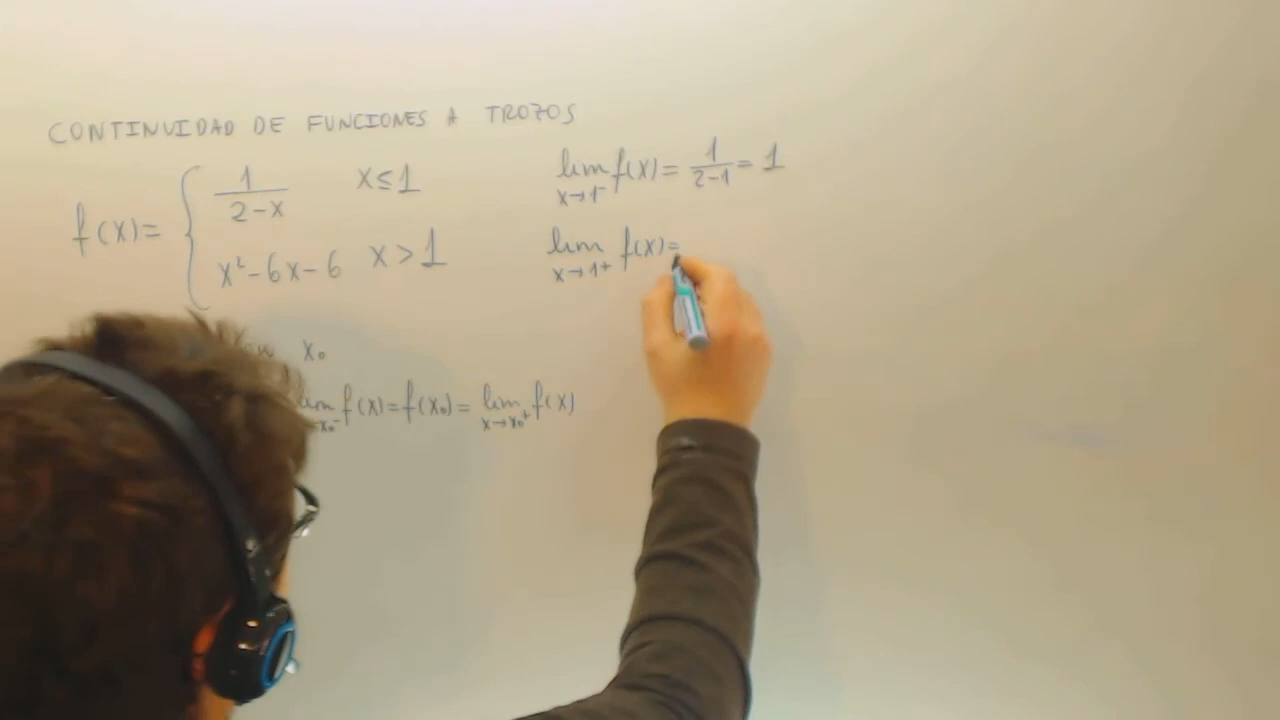 CONTINUIDAD DE FUNCIONES A TROZOS
f(x)= { 1/(2-x) x≤1
x²-6x-6 x>1
lim x→1⁻ f(x)= 1/(2-1) = 1
lim x→1+ f(x)=
x₀
lim x₀⁻ f(x)=f(x₀)= lim x→x₀⁺ f(x)